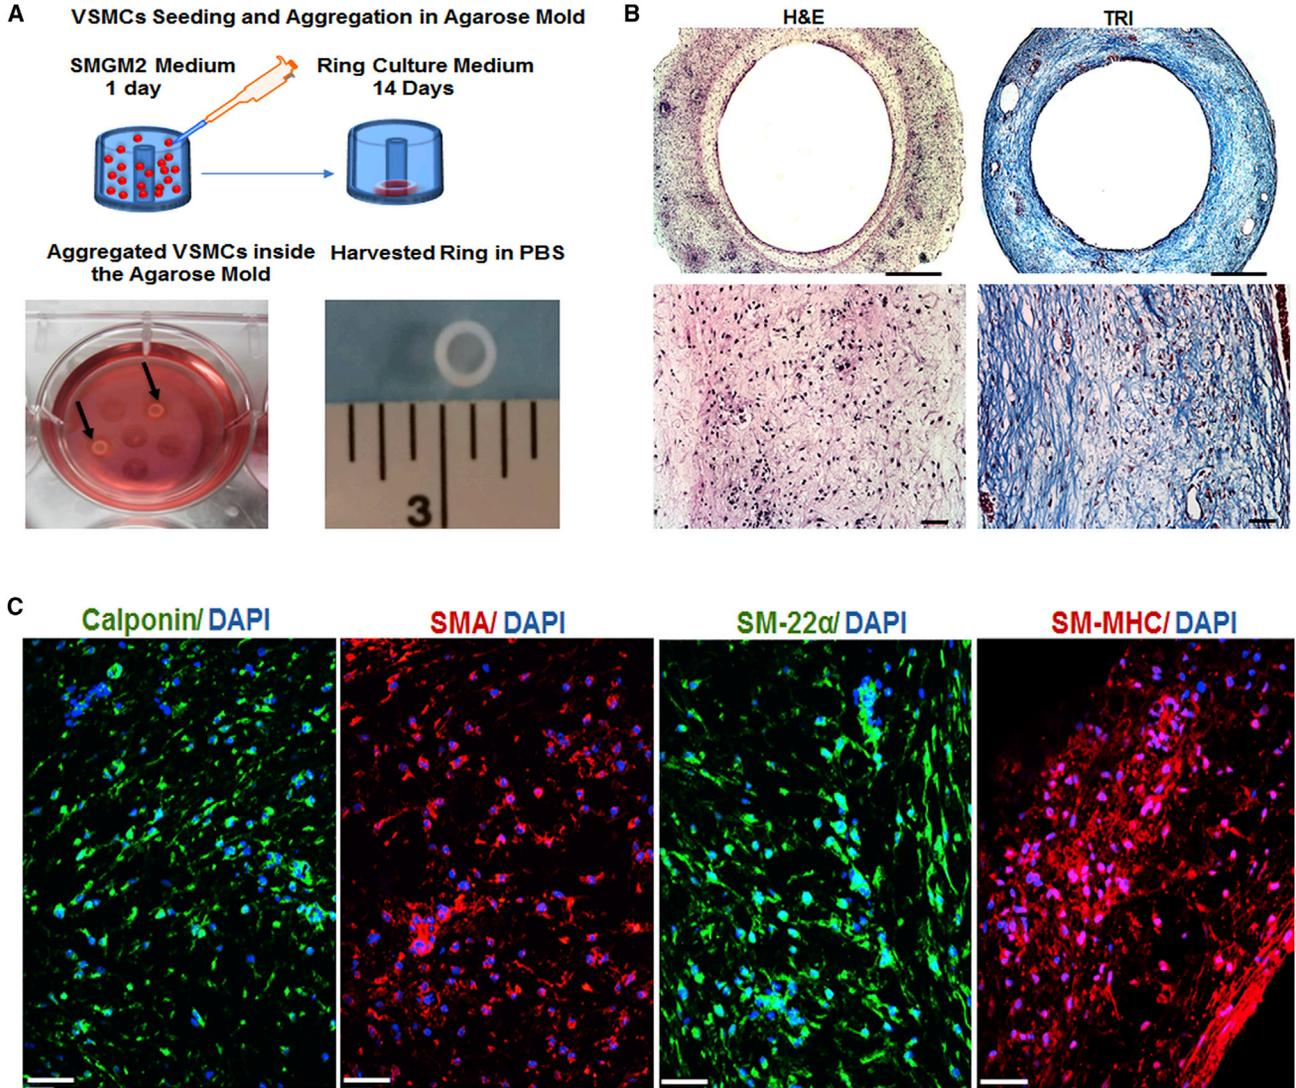 A
VSMCs Seeding and Aggregation in Agarose Mold
SMGM2 Medium
1 day
Ring Culture Medium
14 Days
Aggregated VSMCs inside
the Agarose Mold
Harvested Ring in PBS
3
B
H&E
TRI
C
Calponin/ DAPI
SMA/ DAPI
SM-22α/ DAPI
SM-MHC/ DAPI